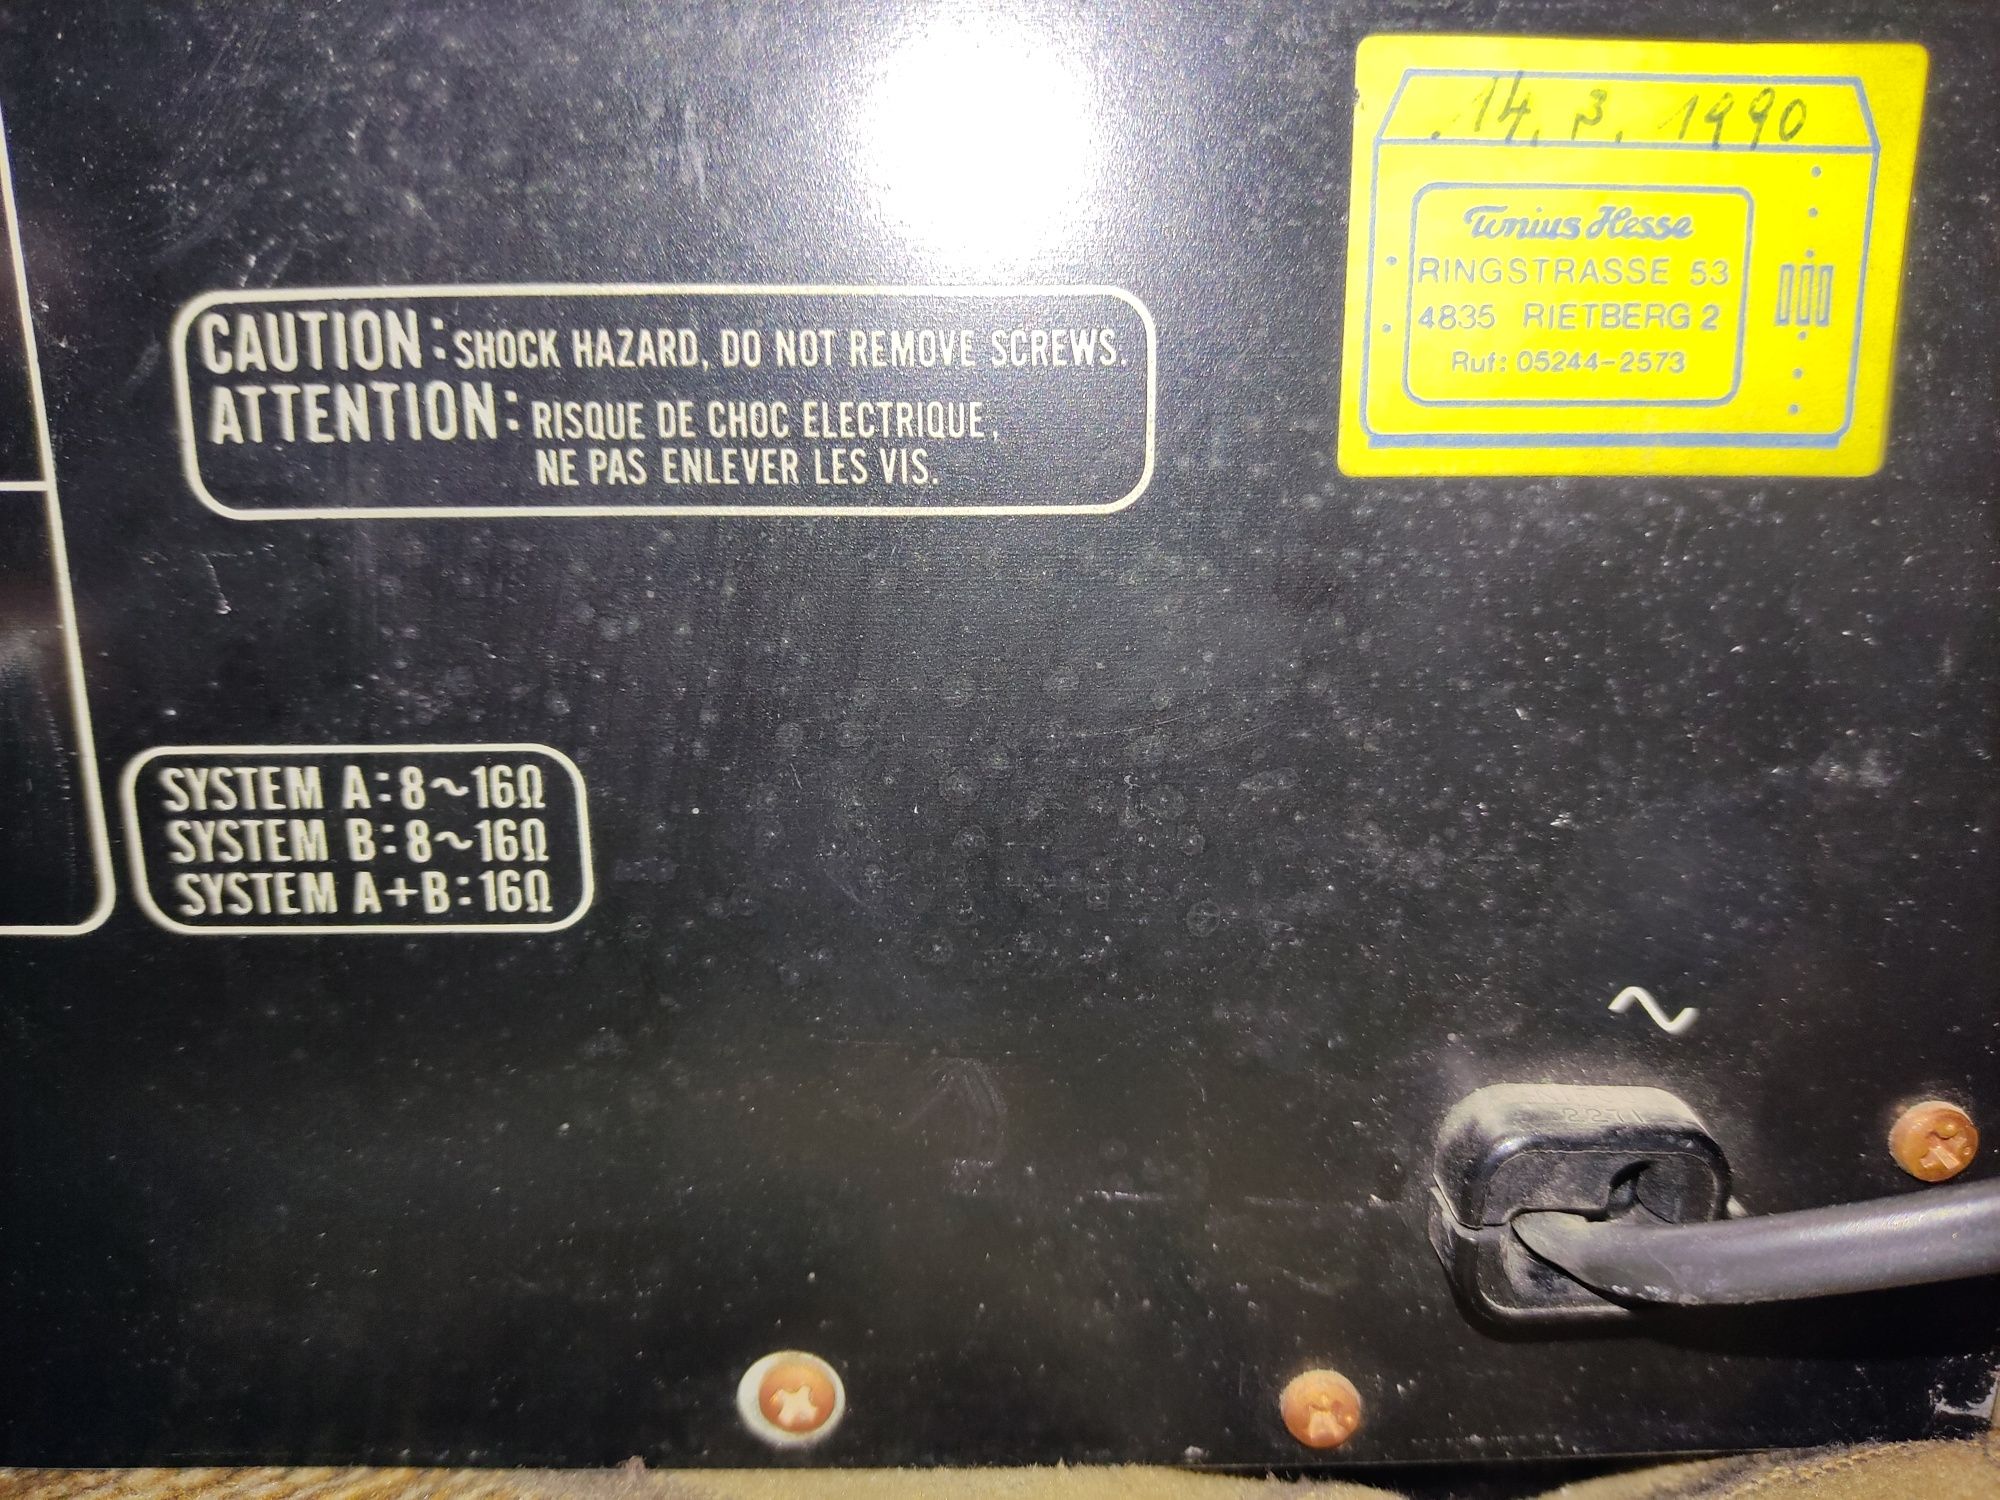 14. 3. 1990
Tonius Hesse
RINGSTRASSE 53
4835 RIETBERG 2
Ruf: 05244-2573
CAUTION: SHOCK HAZARD, DO NOT REMOVE SCREWS.
ATTENTION: RISQUE DE CHOC ELECTRIQUE,
NE PAS ENLEVER LES VIS.
SYSTEM A: 8~16Ω
SYSTEM B: 8~16Ω
SYSTEM A+B: 16Ω
~
2271